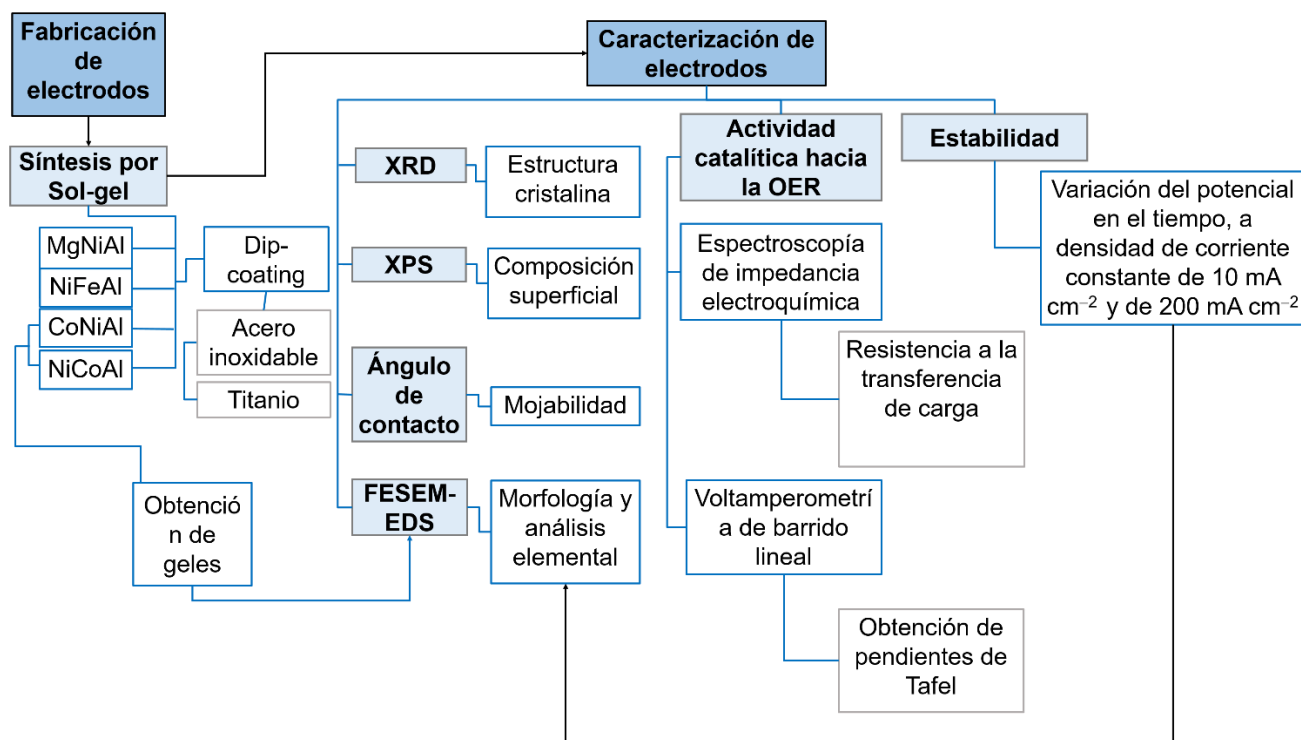 Fabricación
de
electrodos
Síntesis por
Sol-gel
MgNiAl
NiFeAl
CoNiAl
NiCoAl
Dip-
coating
Acero
inoxidable
Titanio
Obtenció
n de
geles
Caracterización de
electrodos
XRD
Estructura
cristalina
XPS
Composición
superficial
Ángulo
de
contacto
Mojabilidad
FESEM-
EDS
Morfología y
análisis
elemental
Actividad
catalítica hacia
la OER
Espectroscopía
de impedancia
electroquímica
Resistencia a la
transferencia
de carga
Voltamperometrí
a de barrido
lineal
Obtención de
pendientes de
Tafel
Estabilidad
Variación del potencial
en el tiempo, a
densidad de corriente
constante de 10 mA
cm⁻² y de 200 mA cm⁻²